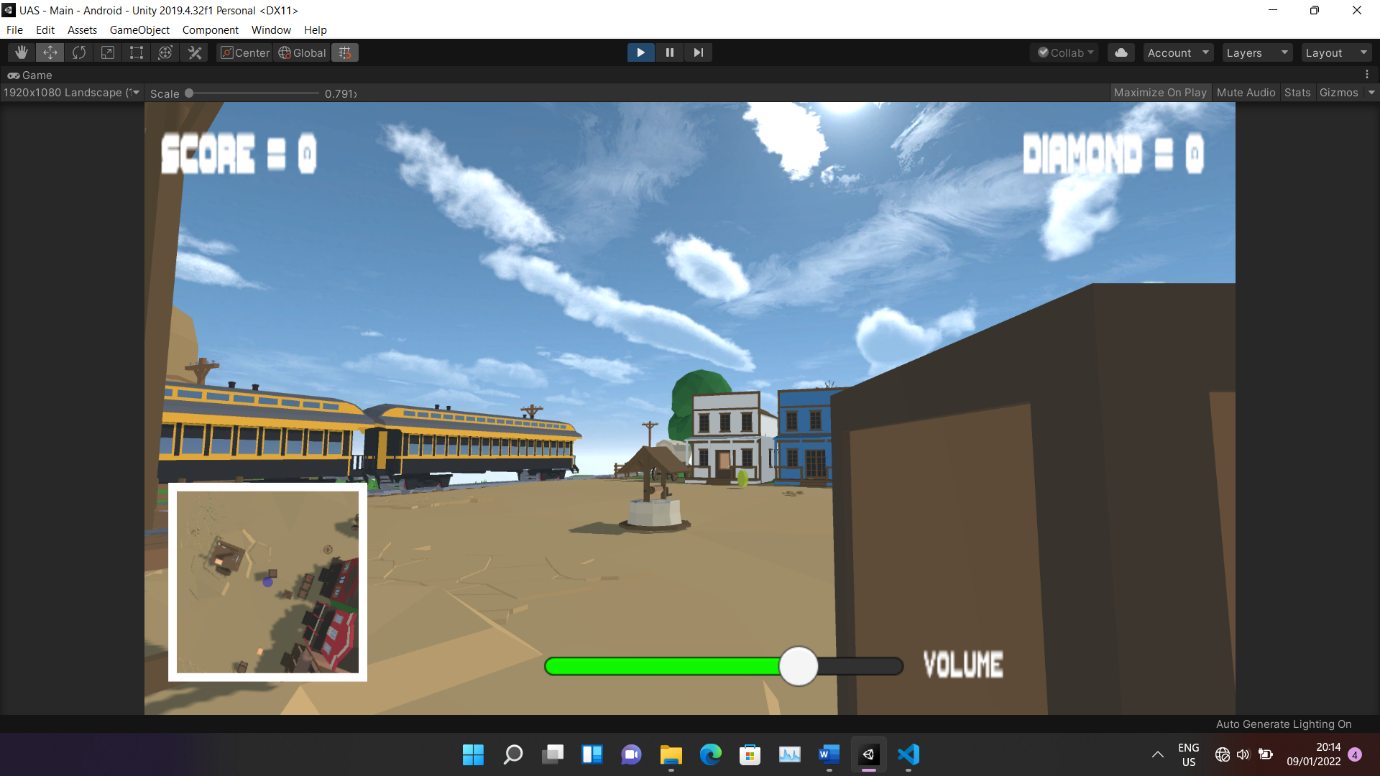 UAS - Main - Android - Unity 2019.4.32f1 Personal <DX11>
File Edit Assets GameObject Component Window Help
Center Global Collab Account Layers Layout
Game
1920x1080 Landscape (1 Scale 0.791x Maximize On Play Mute Audio Stats Gizmos
SCORE = 0 DIAMOND = 0
VOLUME
Auto Generate Lighting On
ENG 20:14
US 09/01/2022 4